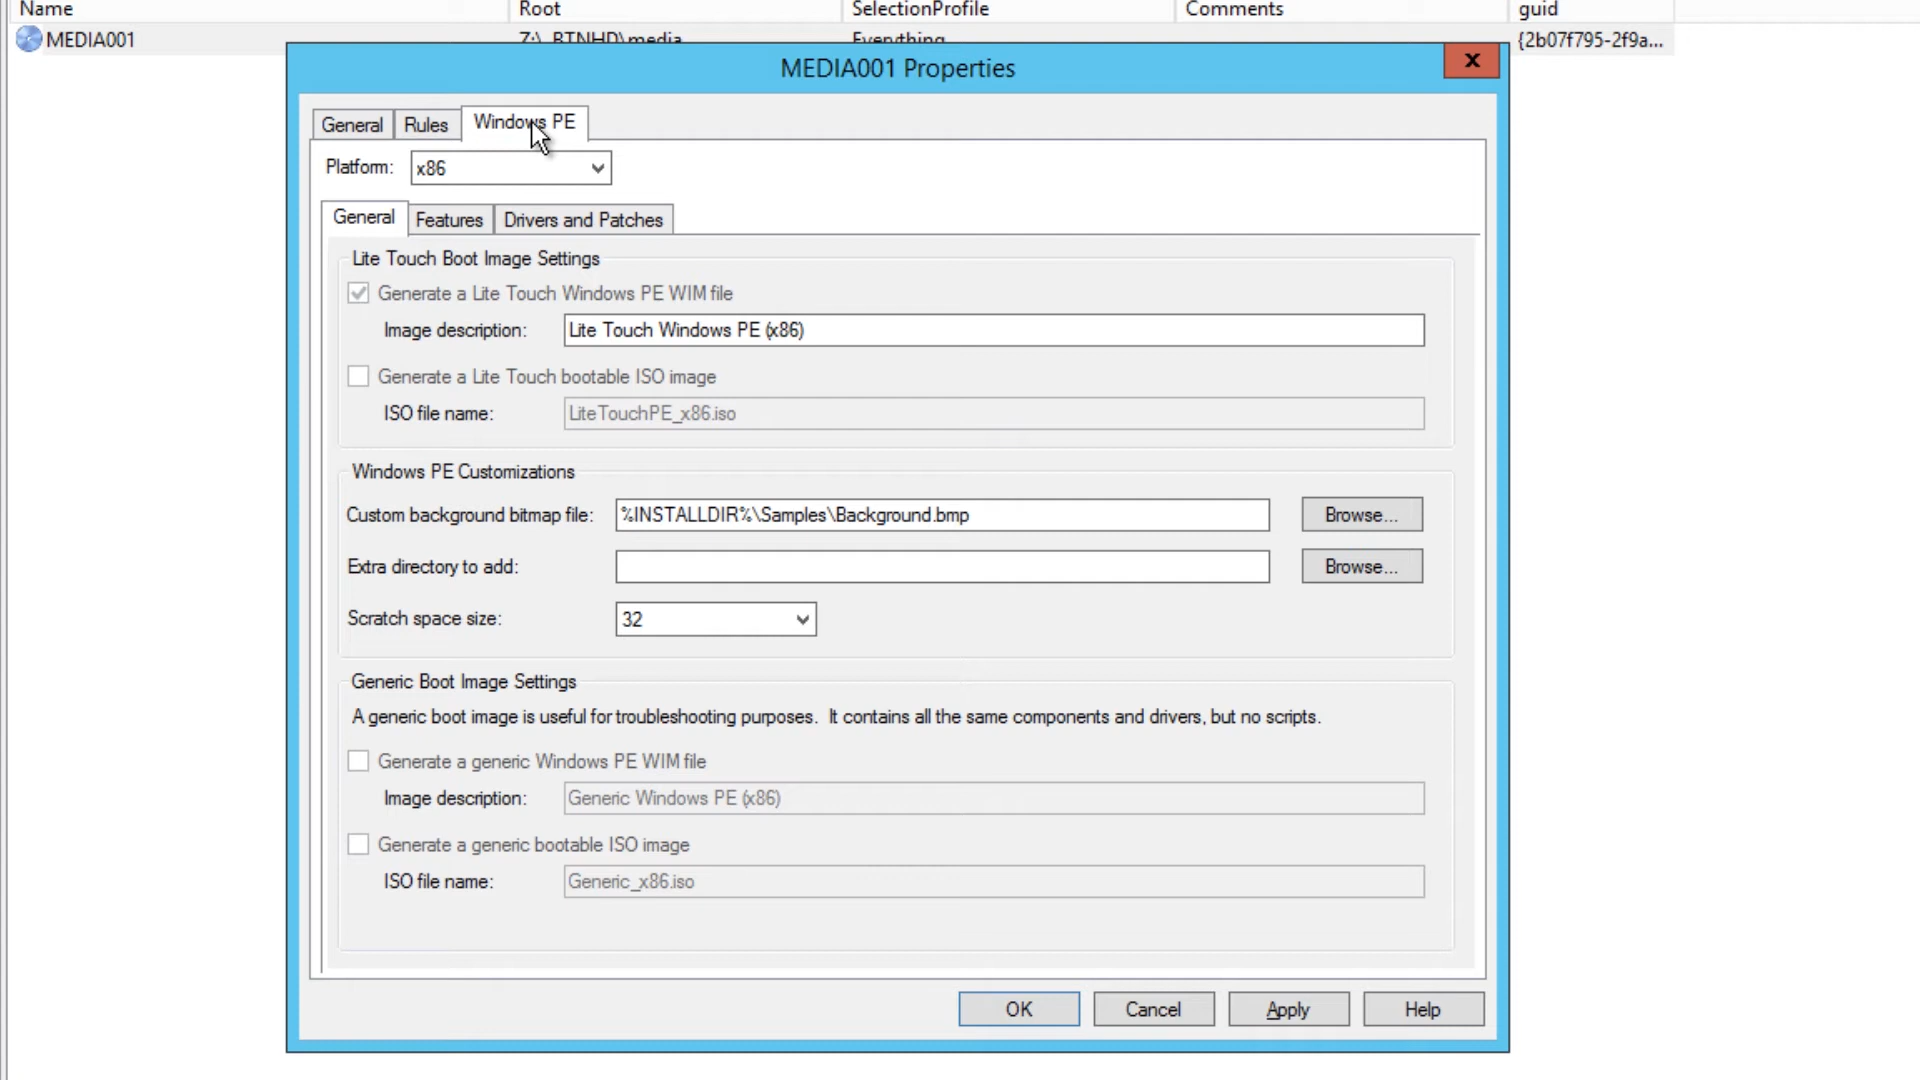 Name Root SelectionProfile Comments guid
MEDIA001 Z:\_BTNHD\media Everything {2b07f795-2f9a...
MEDIA001 Properties
x
General Rules Windows PE
Platform: x86
General Features Drivers and Patches
Lite Touch Boot Image Settings
Generate a Lite Touch Windows PE WIM file
Image description: Lite Touch Windows PE (x86)
Generate a Lite Touch bootable ISO image
ISO file name: LiteTouchPE_x86.iso
Windows PE Customizations
Custom background bitmap file: %INSTALLDIR%\Samples\Background.bmp Browse...
Extra directory to add: Browse...
Scratch space size: 32
Generic Boot Image Settings
A generic boot image is useful for troubleshooting purposes. It contains all the same components and drivers, but no scripts.
Generate a generic Windows PE WIM file
Image description: Generic Windows PE (x86)
Generate a generic bootable ISO image
ISO file name: Generic_x86.iso
OK Cancel Apply Help